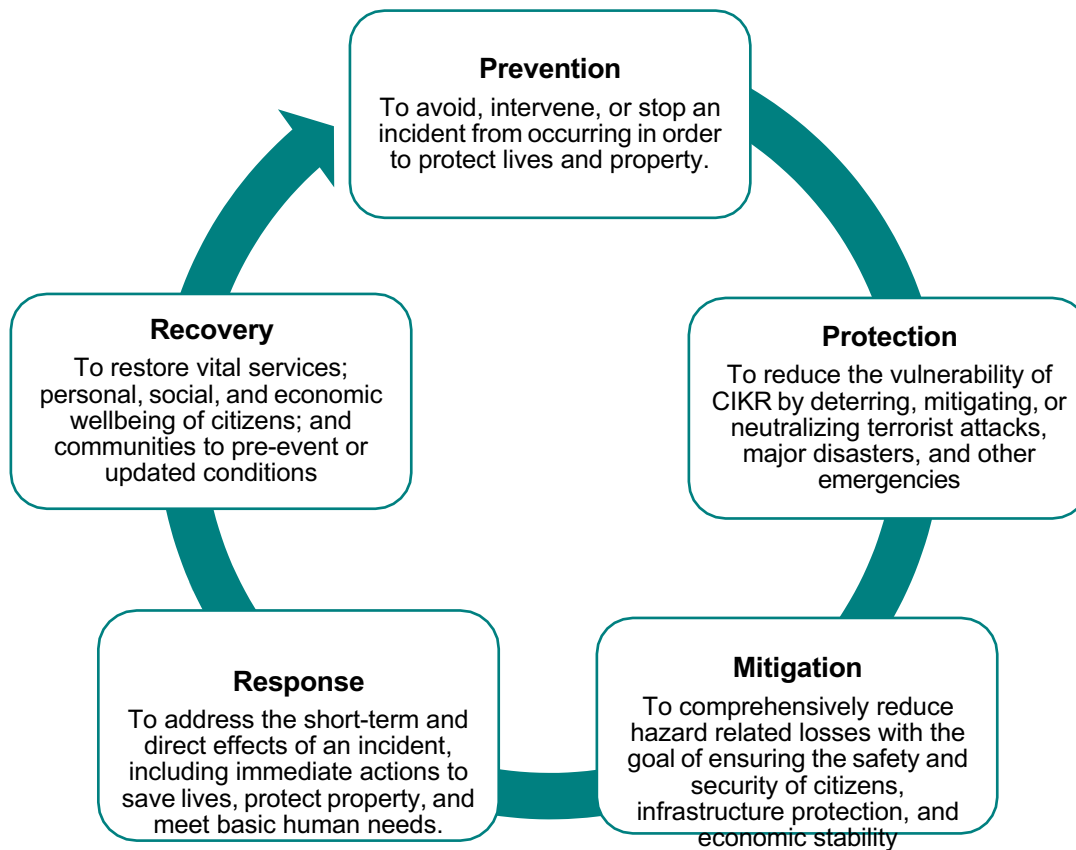 Prevention
To avoid, intervene, or stop an
incident from occurring in order
to protect lives and property.
Protection
To reduce the vulnerability of
CIKR by deterring, mitigating, or
neutralizing terrorist attacks,
major disasters, and other
emergencies
Mitigation
To comprehensively reduce
hazard related losses with the
goal of ensuring the safety and
security of citizens,
infrastructure protection, and
economic stability
Response
To address the short-term and
direct effects of an incident,
including immediate actions to
save lives, protect property, and
meet basic human needs.
Recovery
To restore vital services;
personal, social, and economic
wellbeing of citizens; and
communities to pre-event or
updated conditions